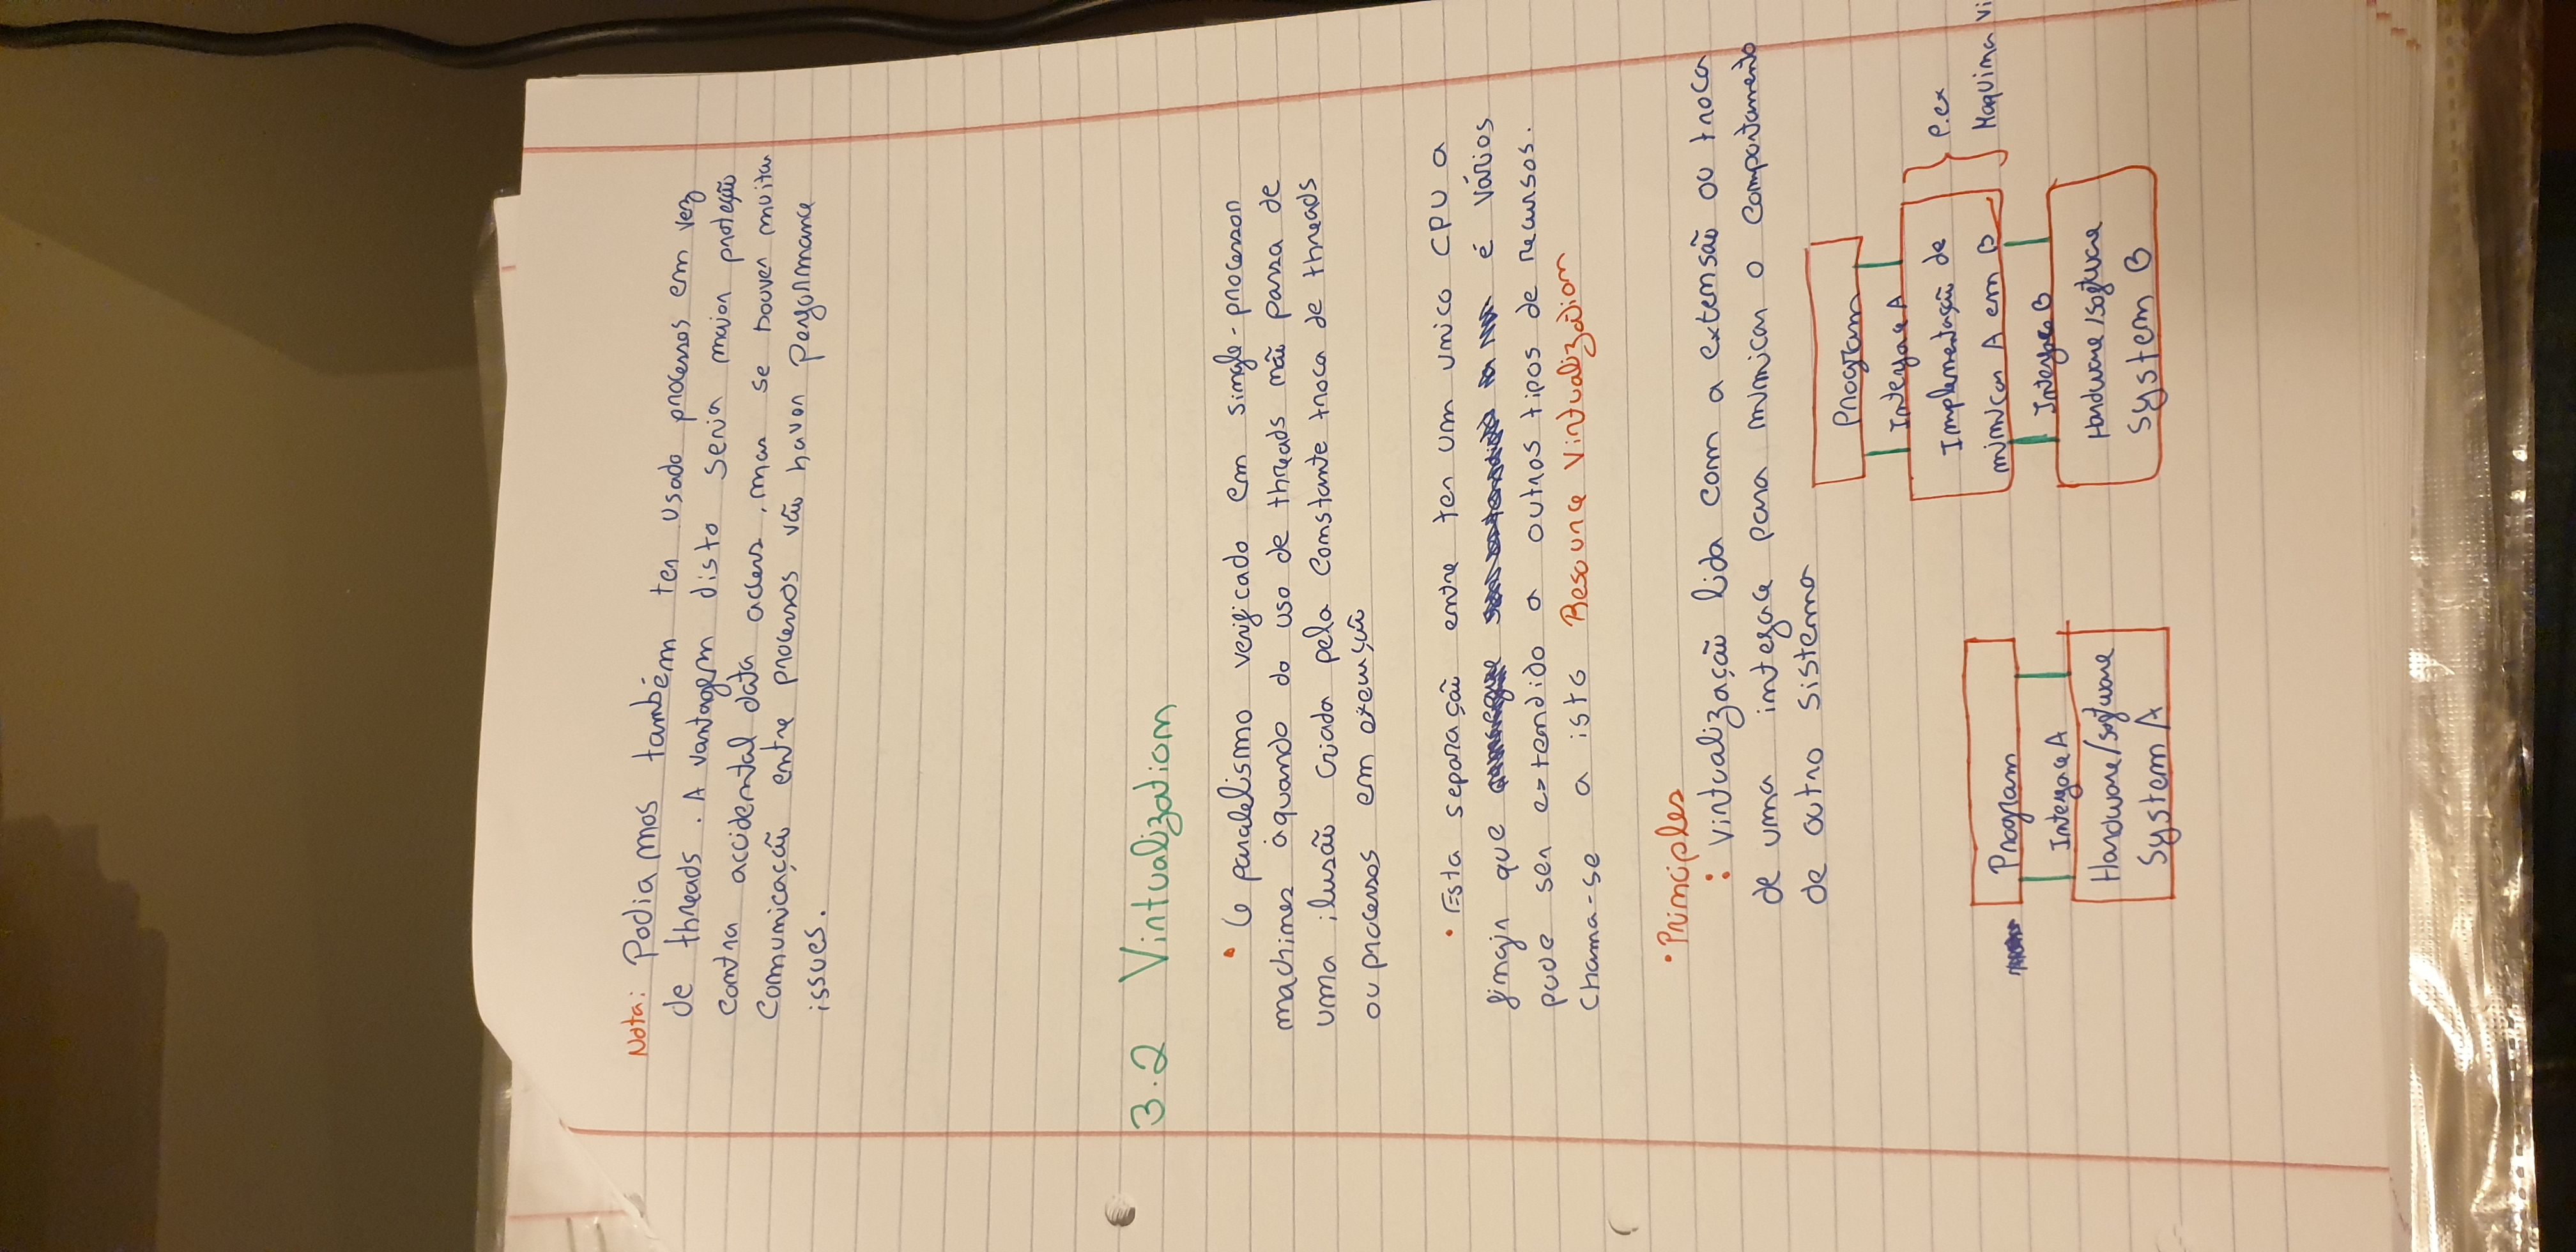 Nota: Podiamos também ter usado processos em vez
de threads. A vantagem disto seria maior proteção
contra accidental data access, mas se houver muita
comunicação entre processos vão haver performance
issues.
3.2 Virtualization
• O paralelismo verificado em single-processor
machines aquando do uso de threads não passa de
uma ilusão criada pela constante troca de threads
ou processos em execução
• Esta separação entre ter um unico CPU a
fingir que é vários
pode ser extendido a outros tipos de recursos.
Chama-se a isto Resource Virtualization
• Principles
: Virtualização lida com a extensão ou troca
de uma interface para mimicar o comportamento
de outro sistema
Program
Interface A
Implementação de
mimicar A em B
P.ex
Maquina Vi
Interface B
Hardware/software
System B
Program
Interface A
Hardware/software
System A